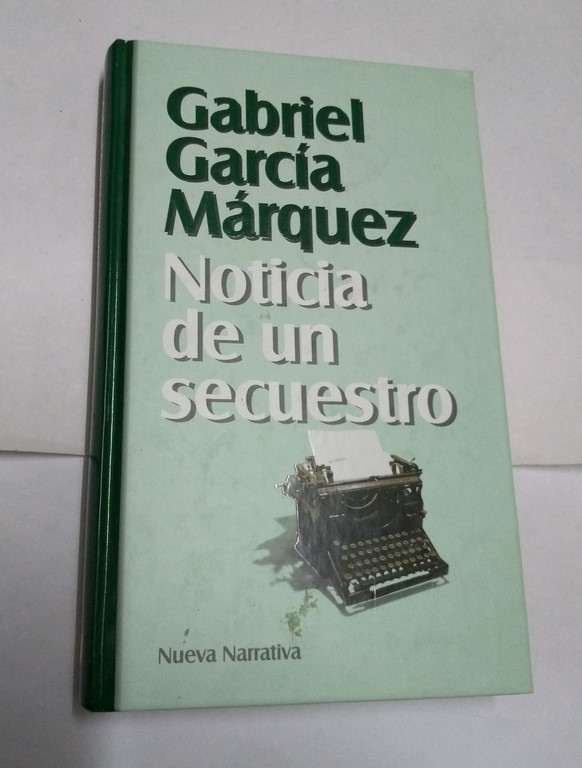 Gabriel
García
Márquez
Noticia
de un
secuestro
Nueva Narrativa